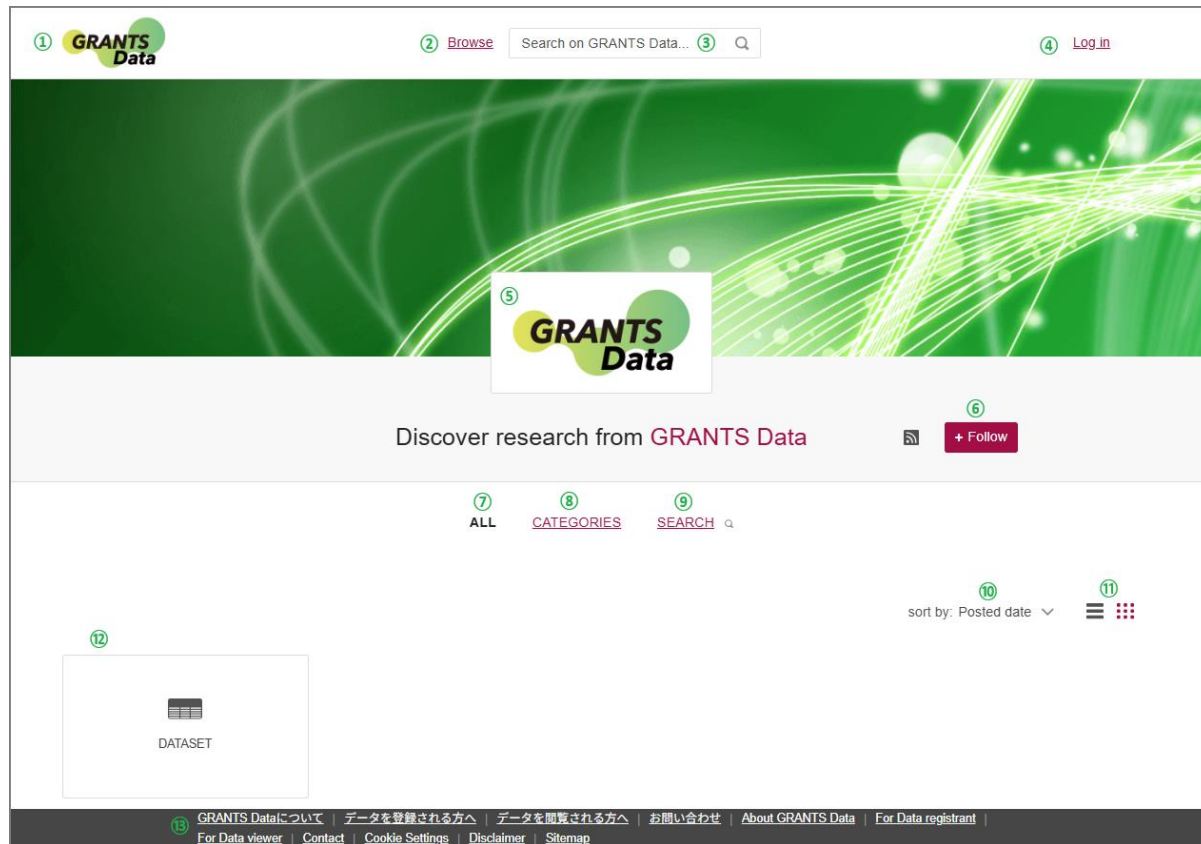 ① GRANTS Data ② Browse Search on GRANTS Data... ③ ④ Log in
⑤ GRANTS
Data
⑥
Discover research from GRANTS Data + Follow
⑦ ⑧ ⑨
ALL CATEGORIES SEARCH
⑩ ⑪
sort by: Posted date
⑫
DATASET
⑬ GRANTS Dataについて | データを登録される方へ | データを閲覧される方へ | お問い合わせ | About GRANTS Data | For Data registrant |
For Data viewer | Contact | Cookie Settings | Disclaimer | Sitemap